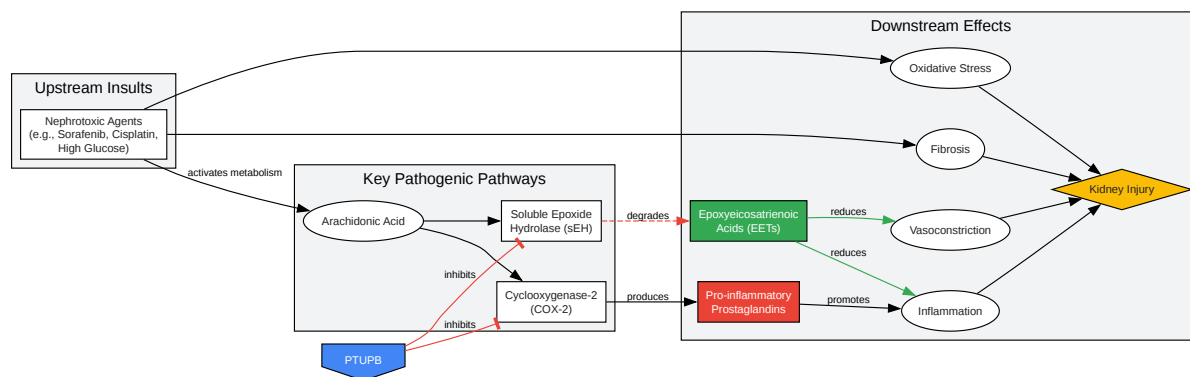 Downstream Effects
Oxidative Stress
Upstream Insults
Nephrotoxic Agents
(e.g., Sorafenib, Cisplatin,
High Glucose)
Fibrosis
activates metabolism
Key Pathogenic Pathways
Kidney Injury
Arachidonic Acid
Soluble Epoxide
Hydrolase (sEH)
degrades
Epoxyeicosatrienoic
Acids (EETs)
reduces
Vasoconstriction
reduces
inhibits
Cyclooxygenase-2
(COX-2)
produces
Pro-inflammatory
Prostaglandins
promotes
Inflammation
inhibits
PTUPB